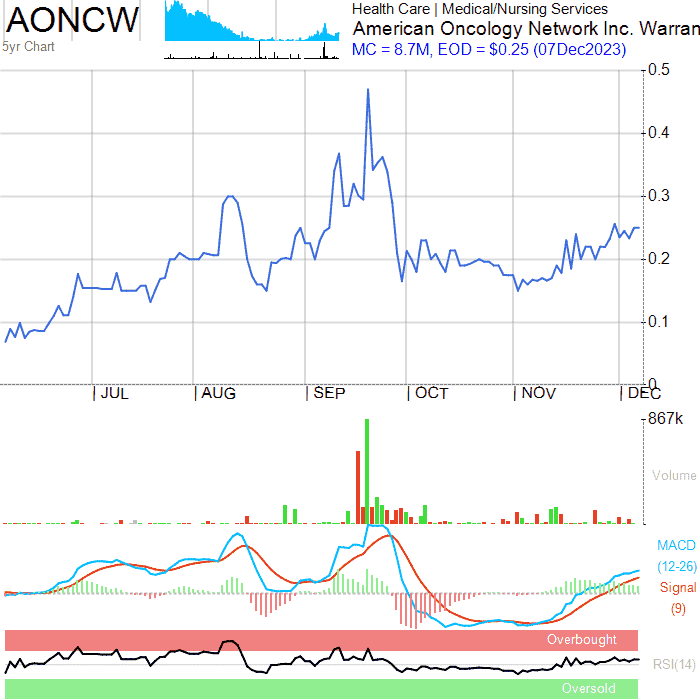 AONCW
5yr Chart
Health Care | Medical/Nursing Services
American Oncology Network Inc. Warran
MC = 8.7M, EOD = $0.25 (07Dec2023)
0.5
0.4
0.3
0.2
0.1
0
JUL
AUG
SEP
OCT
NOV
DEC
867k
Volume
MACD
(12-26)
Signal
(9)
Overbought
RSI(14)
Oversold